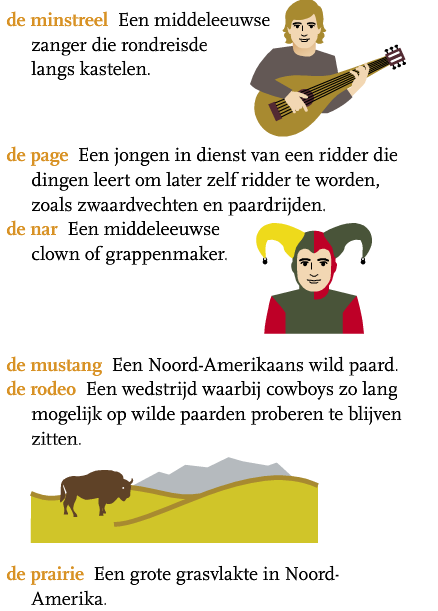 de minstreel Een middeleeuwse
zanger die rondreisde
langs kastelen.
de page Een jongen in dienst van een ridder die
dingen leert om later zelf ridder te worden,
zoals zwaardvechten en paardrijden.
de nar Een middeleeuwse
clown of grappenmaker.
de mustang Een Noord-Amerikaans wild paard.
de rodeo Een wedstrijd waarbij cowboys zo lang
mogelijk op wilde paarden proberen te blijven
zitten.
de prairie Een grote grasvlakte in Noord-
Amerika.